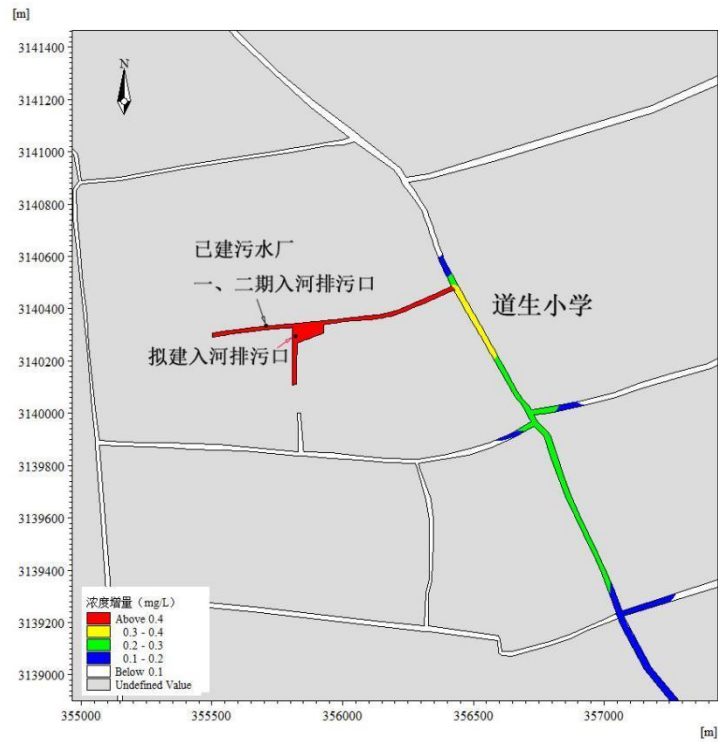 [m]
3141400
N
3141200
3141000
3140800
3140600
已建污水厂
一、二期入河排污口
道生小学
3140400
拟建入河排污口
3140200
3140000
3139800
3139600
3139400
浓度增量（mg/L）
Above 0.4
0.3 - 0.4
0.2 - 0.3
0.1 - 0.2
Below 0.1
Undefined Value
3139200
3139000
355000 355500 356000 356500 357000
[m]